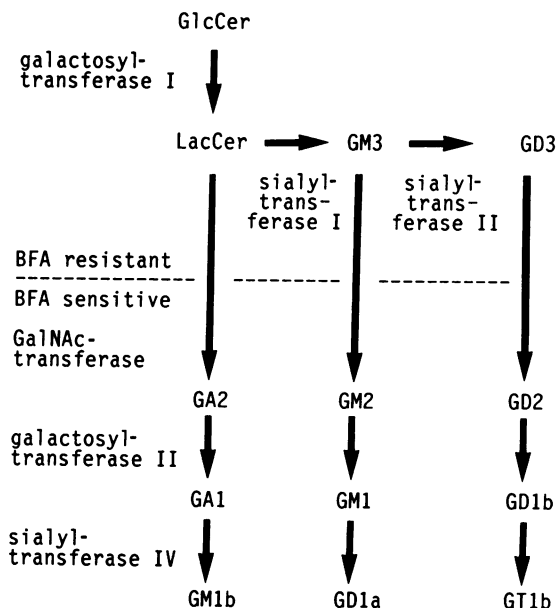 GlcCer
galactosyl-
transferase I
LacCer GM3 GD3
sialyl-
trans-
ferase I
sialyl-
trans-
ferase II
BFA resistant
BFA sensitive
GalNAc-
transferase
GA2 GM2 GD2
galactosyl-
transferase II
GA1 GM1 GD1b
sialyl-
transferase IV
GM1b GD1a GT1b